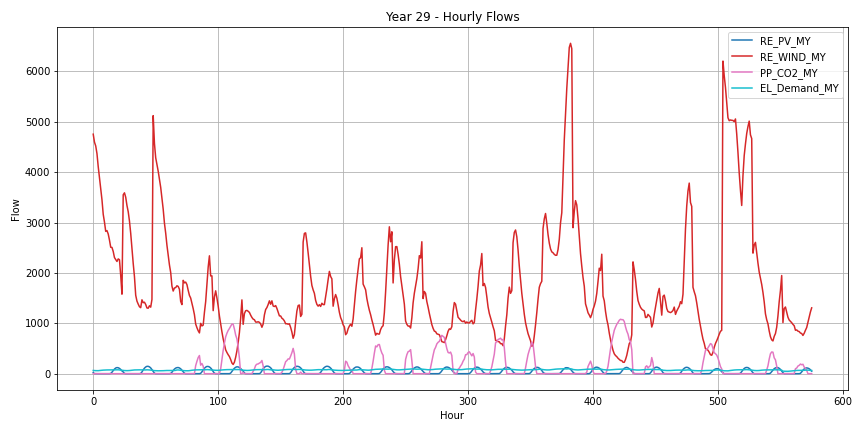 Year 29 - Hourly Flows
RE_PV_MY
RE_WIND_MY
PP_CO2_MY
EL_Demand_MY
6000
5000
4000
3000
2000
1000
0
Flow
0 100 200 300 400 500 600
Hour